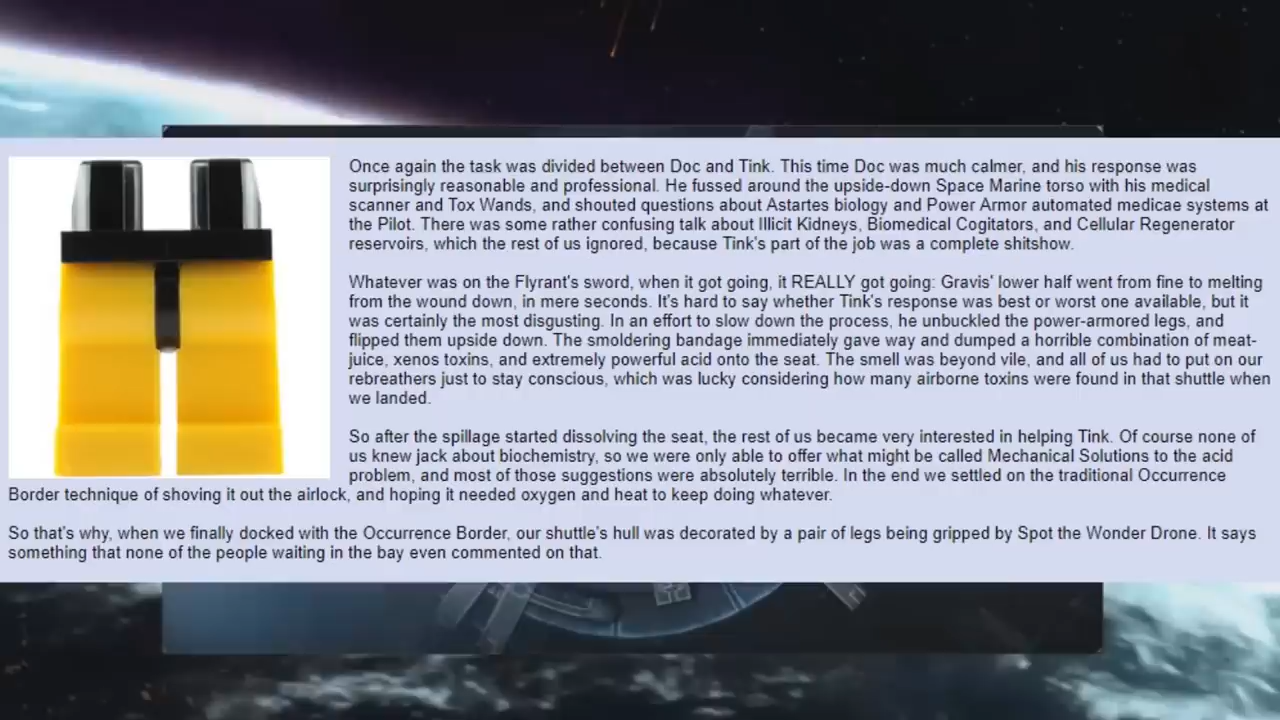 Once again the task was divided between Doc and Tink. This time Doc was much calmer, and his response was
surprisingly reasonable and professional. He fussed around the upside-down Space Marine torso with his medical
scanner and Tox Wands, and shouted questions about Astartes biology and Power Armor automated medicae systems at
the Pilot. There was some rather confusing talk about Illicit Kidneys, Biomedical Cogitators, and Cellular Regenerator
reservoirs, which the rest of us ignored, because Tink's part of the job was a complete shitshow.
Whatever was on the Flyrant's sword, when it got going, it REALLY got going: Gravis' lower half went from fine to melting
from the wound down, in mere seconds. It's hard to say whether Tink's response was best or worst one available, but it
was certainly the most disgusting. In an effort to slow down the process, he unbuckled the power-armored legs, and
flipped them upside down. The smoldering bandage immediately gave way and dumped a horrible combination of meat-
juice, xenos toxins, and extremely powerful acid onto the seat. The smell was beyond vile, and all of us had to put on our
rebreathers just to stay conscious, which was lucky considering how many airborne toxins were found in that shuttle when
we landed.
So after the spillage started dissolving the seat, the rest of us became very interested in helping Tink. Of course none of
us knew jack about biochemistry, so we were only able to offer what might be called Mechanical Solutions to the acid
problem, and most of those suggestions were absolutely terrible. In the end we settled on the traditional Occurrence
Border technique of shoving it out the airlock, and hoping it needed oxygen and heat to keep doing whatever.
So that's why, when we finally docked with the Occurrence Border, our shuttle's hull was decorated by a pair of legs being gripped by Spot the Wonder Drone. It says
something that none of the people waiting in the bay even commented on that.